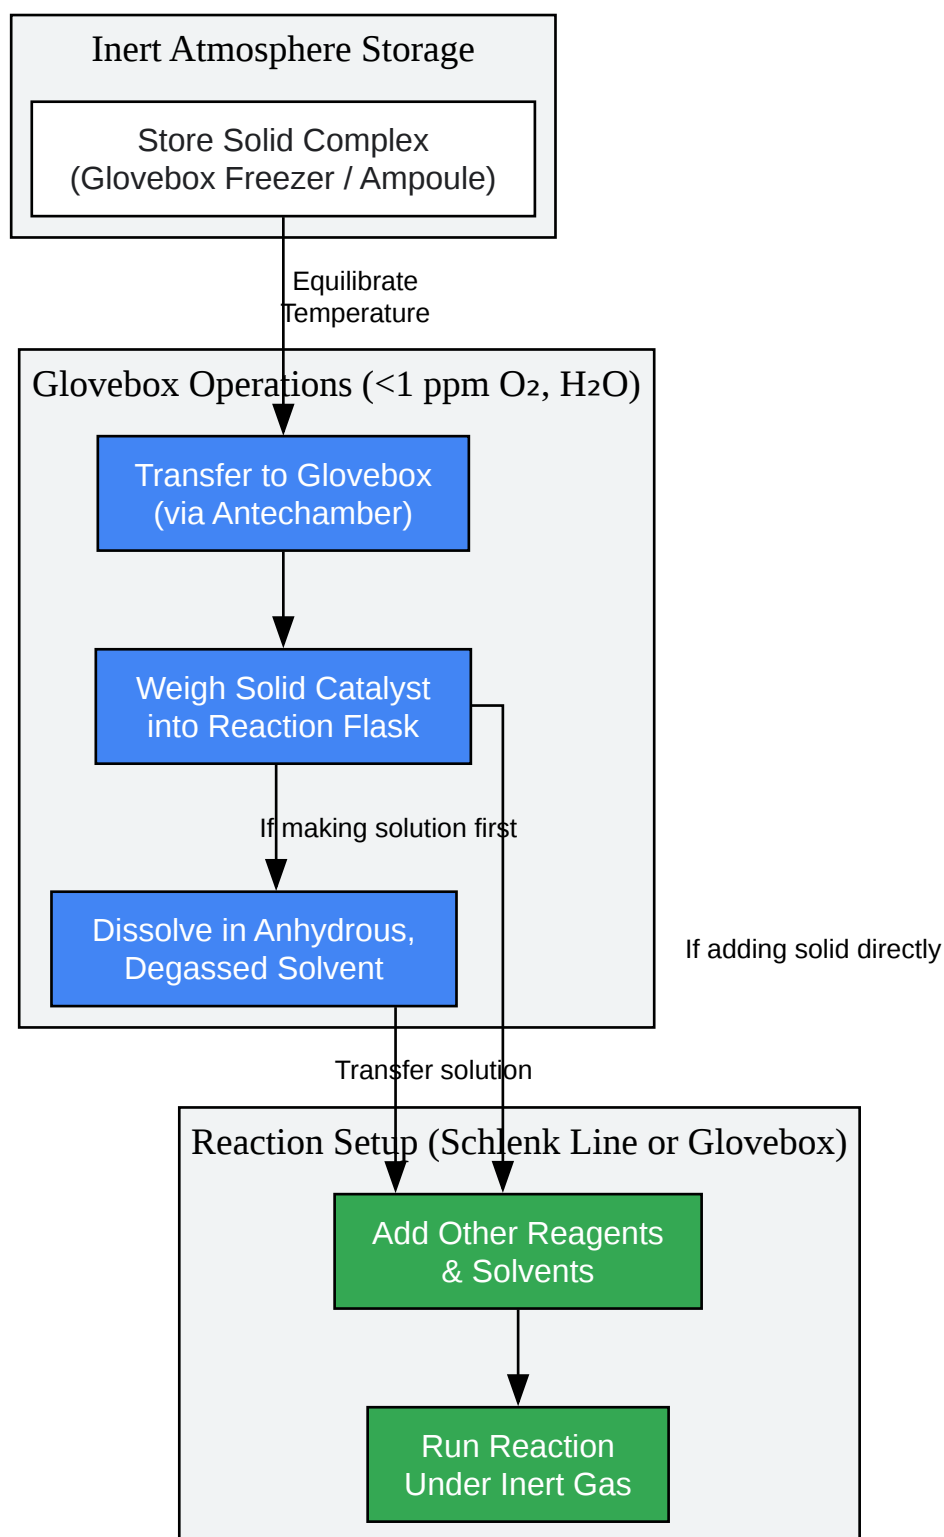 Inert Atmosphere Storage
Store Solid Complex
(Glovebox Freezer / Ampoule)
Equilibrate
Temperature
Glovebox Operations (<1 ppm O₂, H₂O)
Transfer to Glovebox
(via Antechamber)
Weigh Solid Catalyst
into Reaction Flask
If making solution first
Dissolve in Anhydrous,
Degassed Solvent
If adding solid directly
Transfer solution
Reaction Setup (Schlenk Line or Glovebox)
Add Other Reagents
& Solvents
Run Reaction
Under Inert Gas